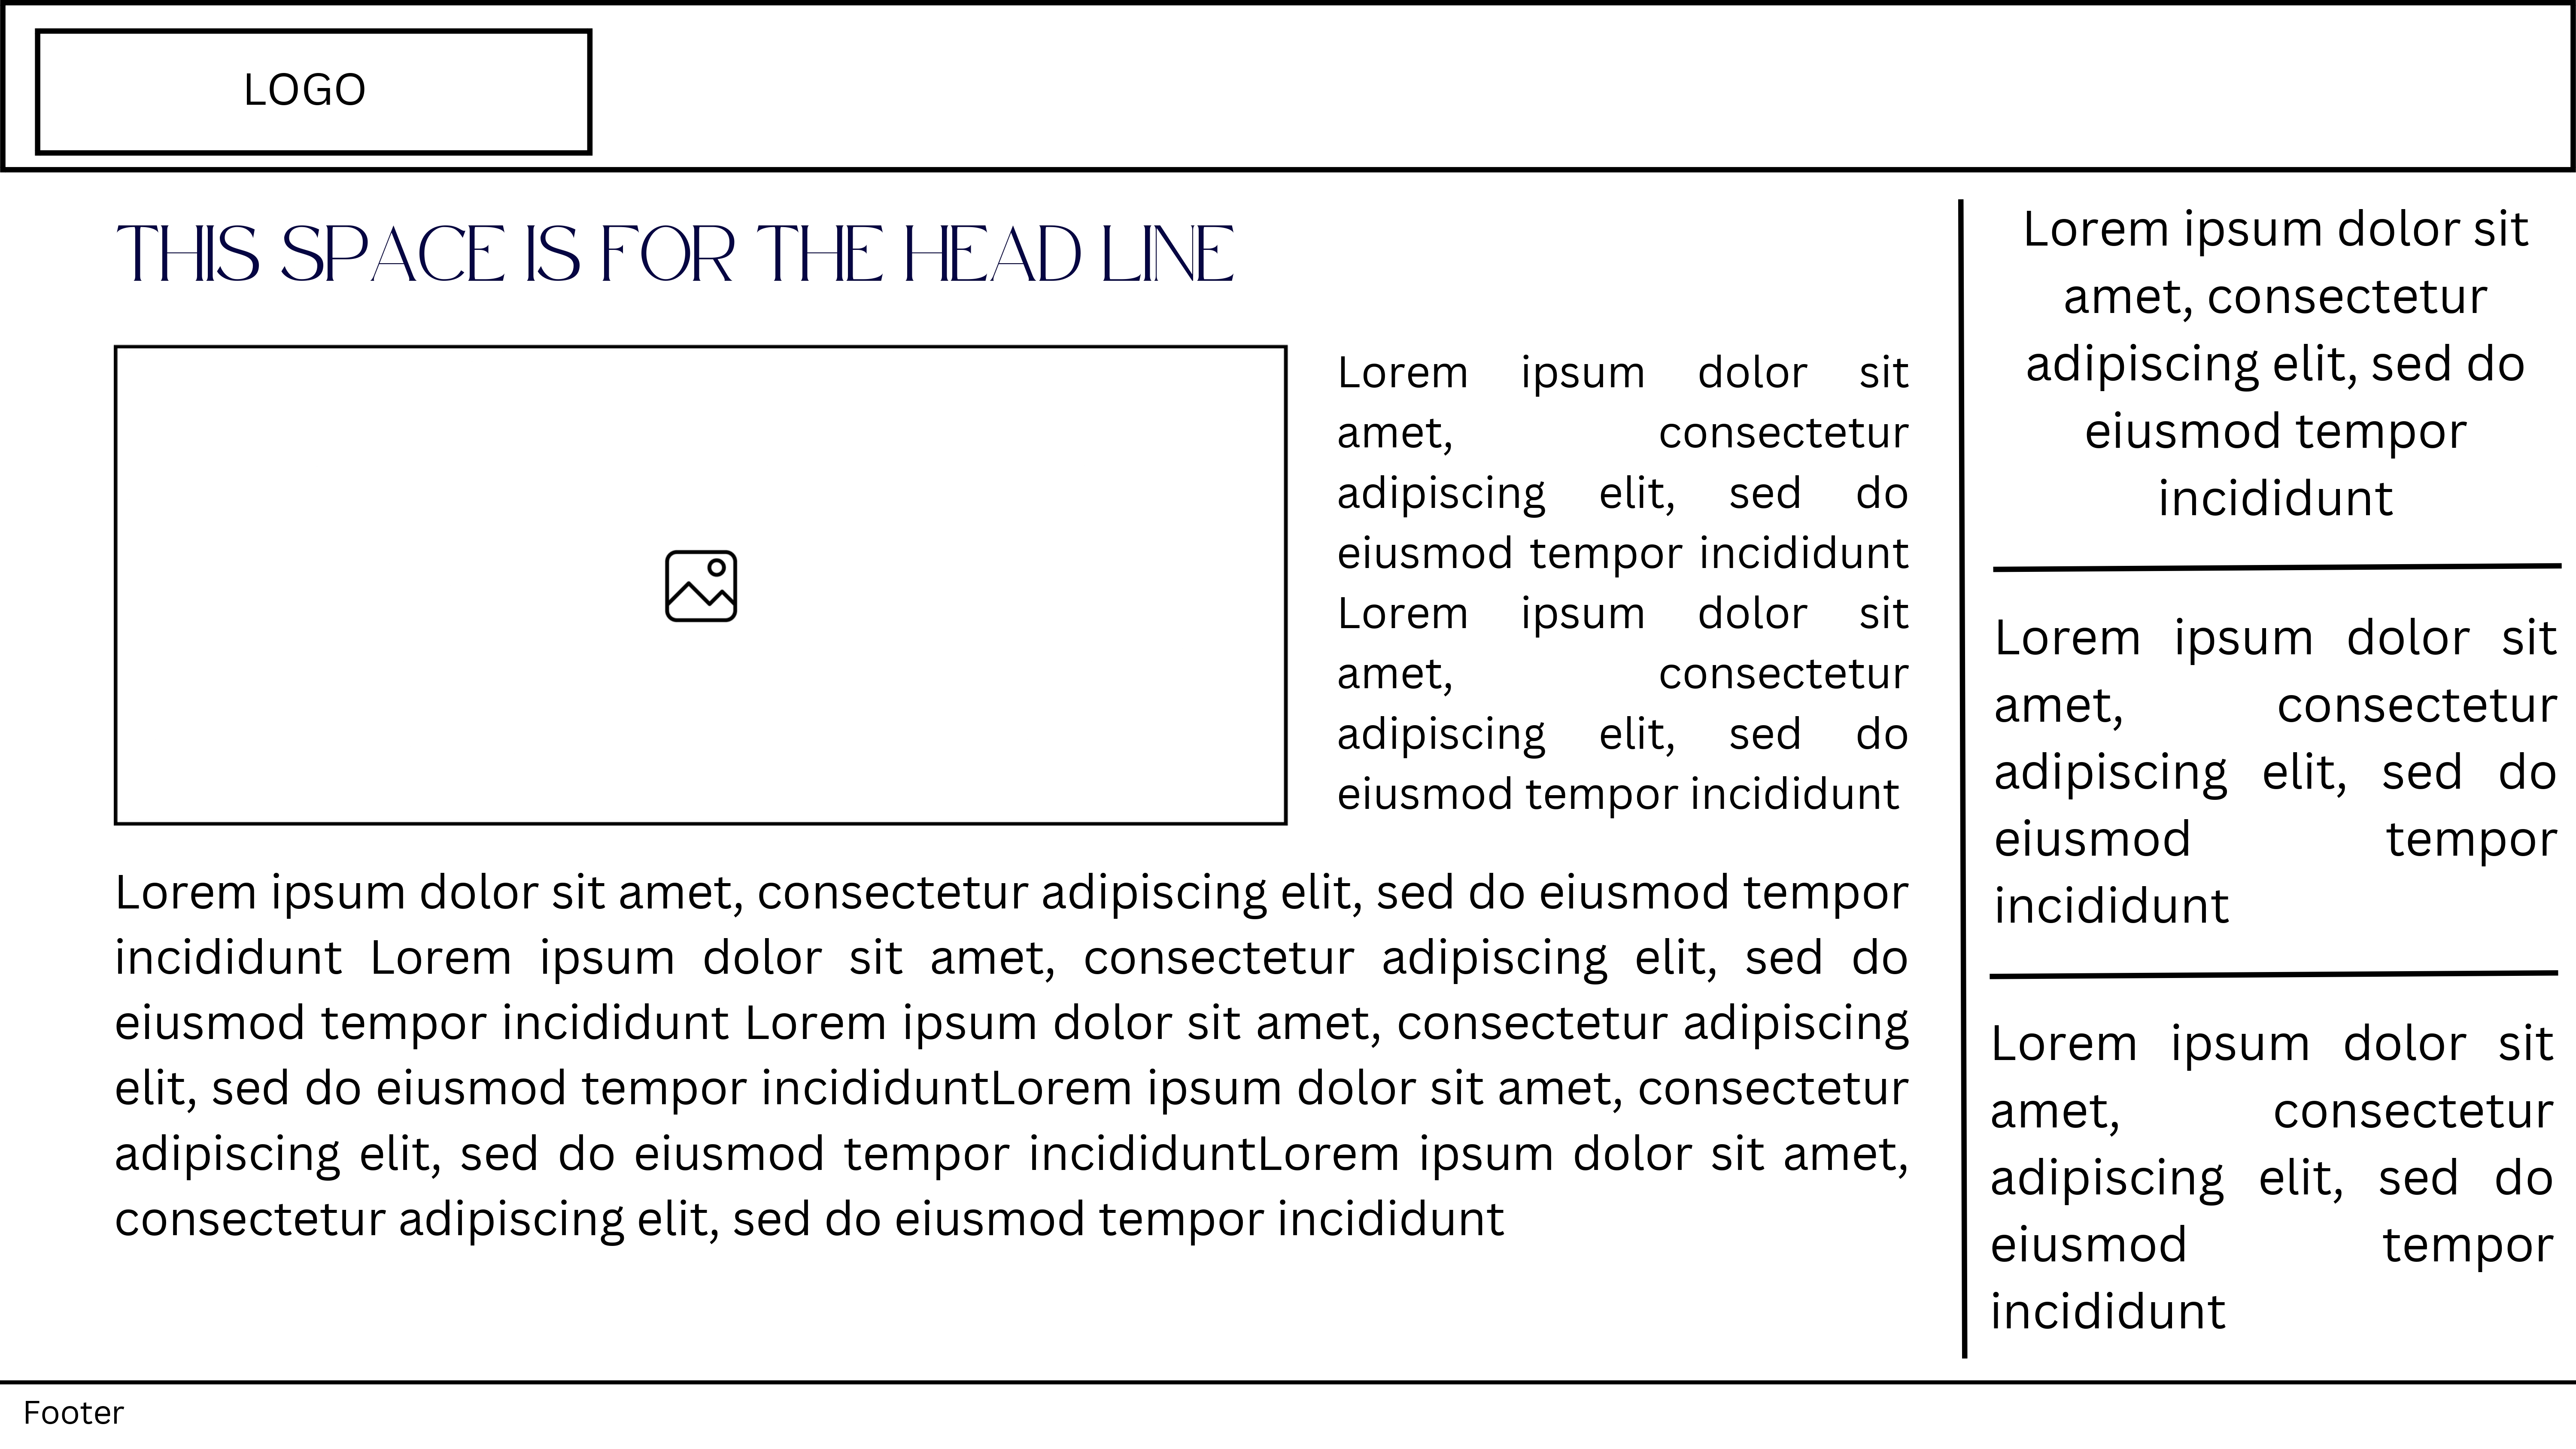 LOGO
THIS SPACE IS FOR THE HEAD LINE
Lorem ipsum dolor sit
amet, consectetur
adipiscing elit, sed do
eiusmod tempor incididunt
Lorem ipsum dolor sit
amet, consectetur
adipiscing elit, sed do
eiusmod tempor incididunt
Lorem ipsum dolor sit amet, consectetur adipiscing elit, sed do eiusmod tempor
incididunt Lorem ipsum dolor sit amet, consectetur adipiscing elit, sed do
eiusmod tempor incididunt Lorem ipsum dolor sit amet, consectetur adipiscing
elit, sed do eiusmod tempor incididuntLorem ipsum dolor sit amet, consectetur
adipiscing elit, sed do eiusmod tempor incididuntLorem ipsum dolor sit amet,
consectetur adipiscing elit, sed do eiusmod tempor incididunt
Lorem ipsum dolor sit
amet, consectetur
adipiscing elit, sed do
eiusmod tempor
incididunt
Lorem ipsum dolor sit
amet, consectetur
adipiscing elit, sed do
eiusmod tempor
incididunt
Lorem ipsum dolor sit
amet, consectetur
adipiscing elit, sed do
eiusmod tempor
incididunt
Footer